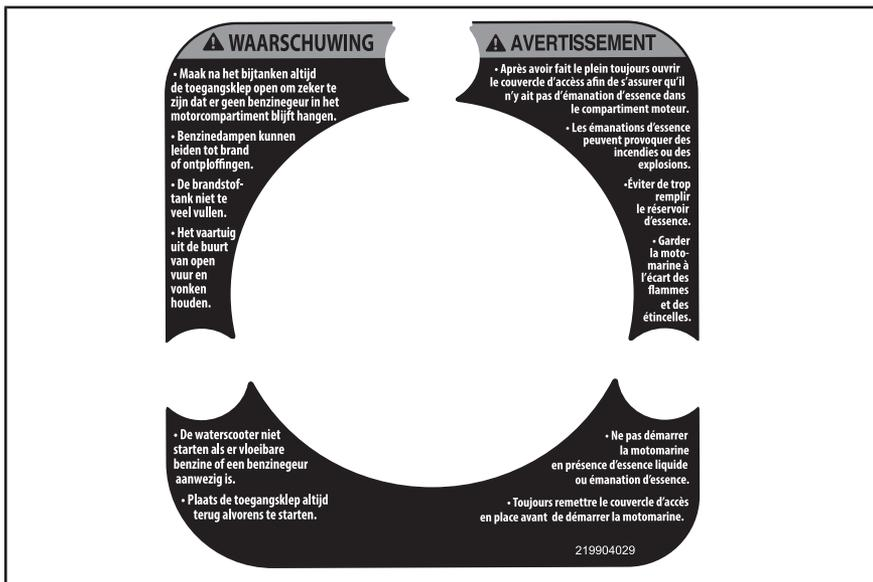 ⚠ WAARSCHUWING
• Maak na het bijtanken altijd
de toegangsklep open om zeker te
zijn dat er geen benzinegeur in het
motorcompartiment blijft hangen.
• Benzinedampen kunnen
leiden tot brand
of ontploffingen.
• De brandstof-
tank niet te
veel vullen.
• Het vaartuig
uit de buurt
van open
vuur en
vonken
houden.
⚠ AVERTISSEMENT
• Après avoir fait le plein toujours ouvrir
le couvercle d'accèss afin de s'assurer qu'il
n'y ait pas d'émanation d'essence dans
le compartiment moteur.
• Les émanations d'essence
peuvent provoquer des
incendies ou des
explosions.
•Éviter de trop
remplir
le réservoir
d'essence.
• Garder
la moto-
marine à
l'écart des
flammes
et des
étincelles.
• De waterscooter niet
starten als er vloeibare
benzine of een benzinegeur
aanwezig is.
• Plaats de toegangsklep altijd
terug alvorens te starten.
• Ne pas démarrer
la motomarine
en présence d'essence liquide
ou émanation d'essence.
• Toujours remettre le couvercle d'accès
en place avant de démarrer la motomarine.
219904029